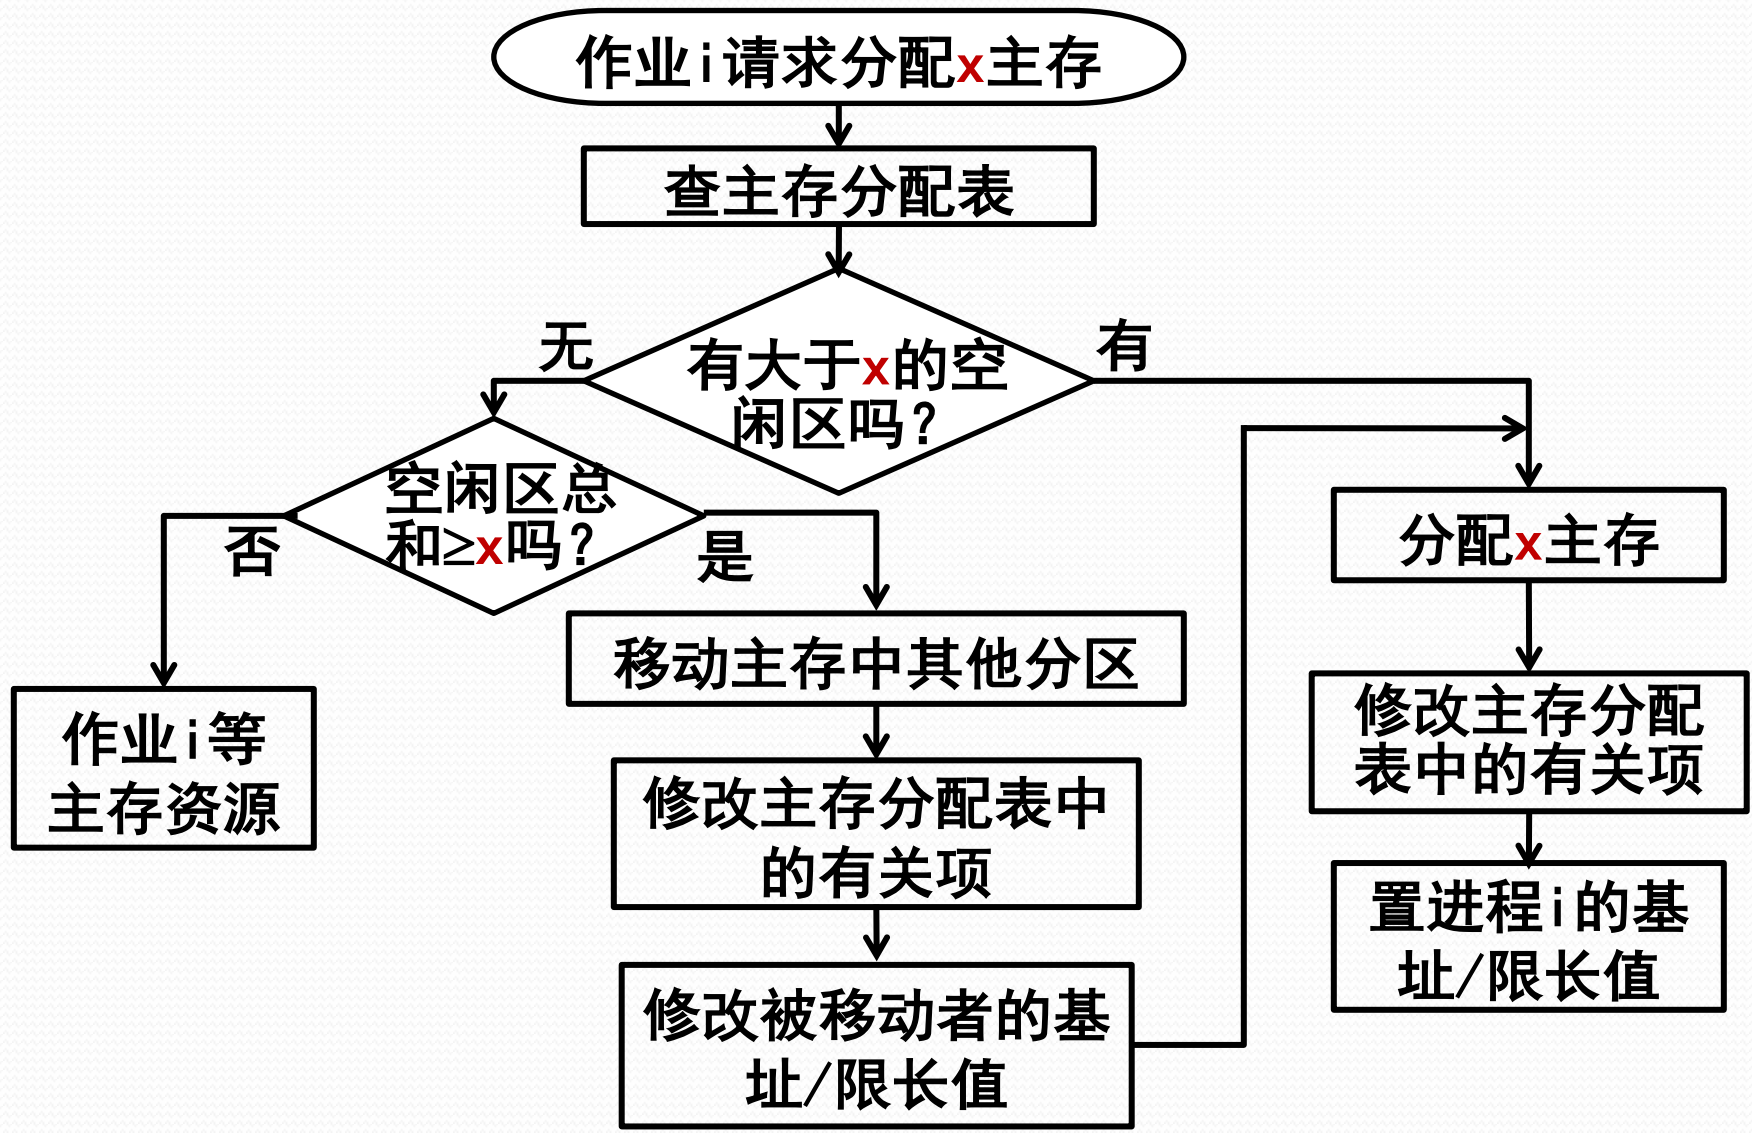 作业i请求分配x主存
查主存分配表
无
有
有大于x的空
闲区吗?
空闲区总
和≥x吗?
否
是
分配x主存
移动主存中其他分区
作业i等
主存资源
修改主存分配
表中的有关项
修改主存分配表中
的有关项
置进程i的基
址/限长值
修改被移动者的基
址/限长值